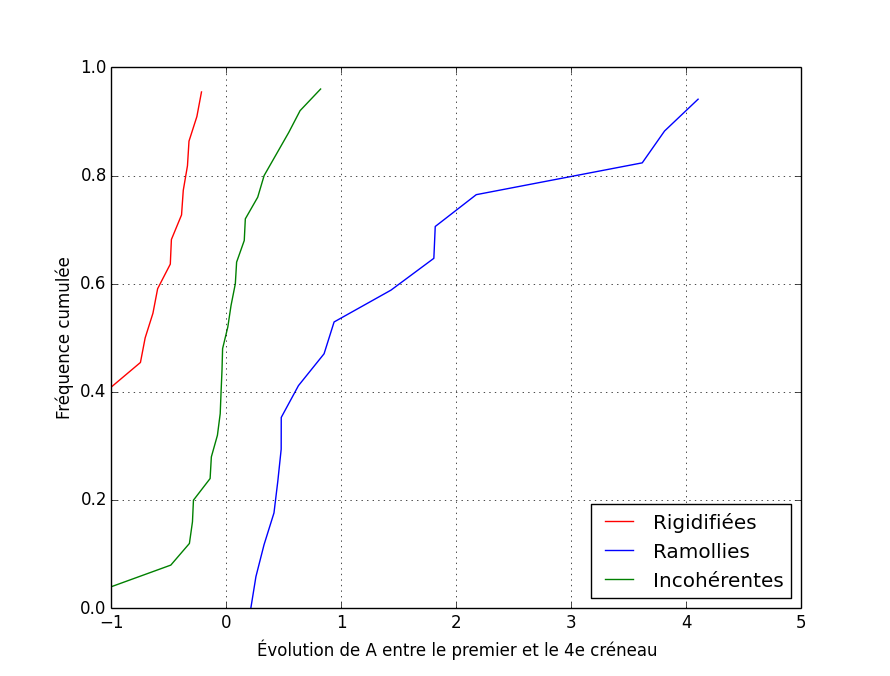 1.0
0.8
0.6
0.4
0.2
0.0
Fréquence cumulée
−1 0 1 2 3 4 5
Évolution de A entre le premier et le 4e créneau
Rigidifiées
Ramollies
Incohérentes